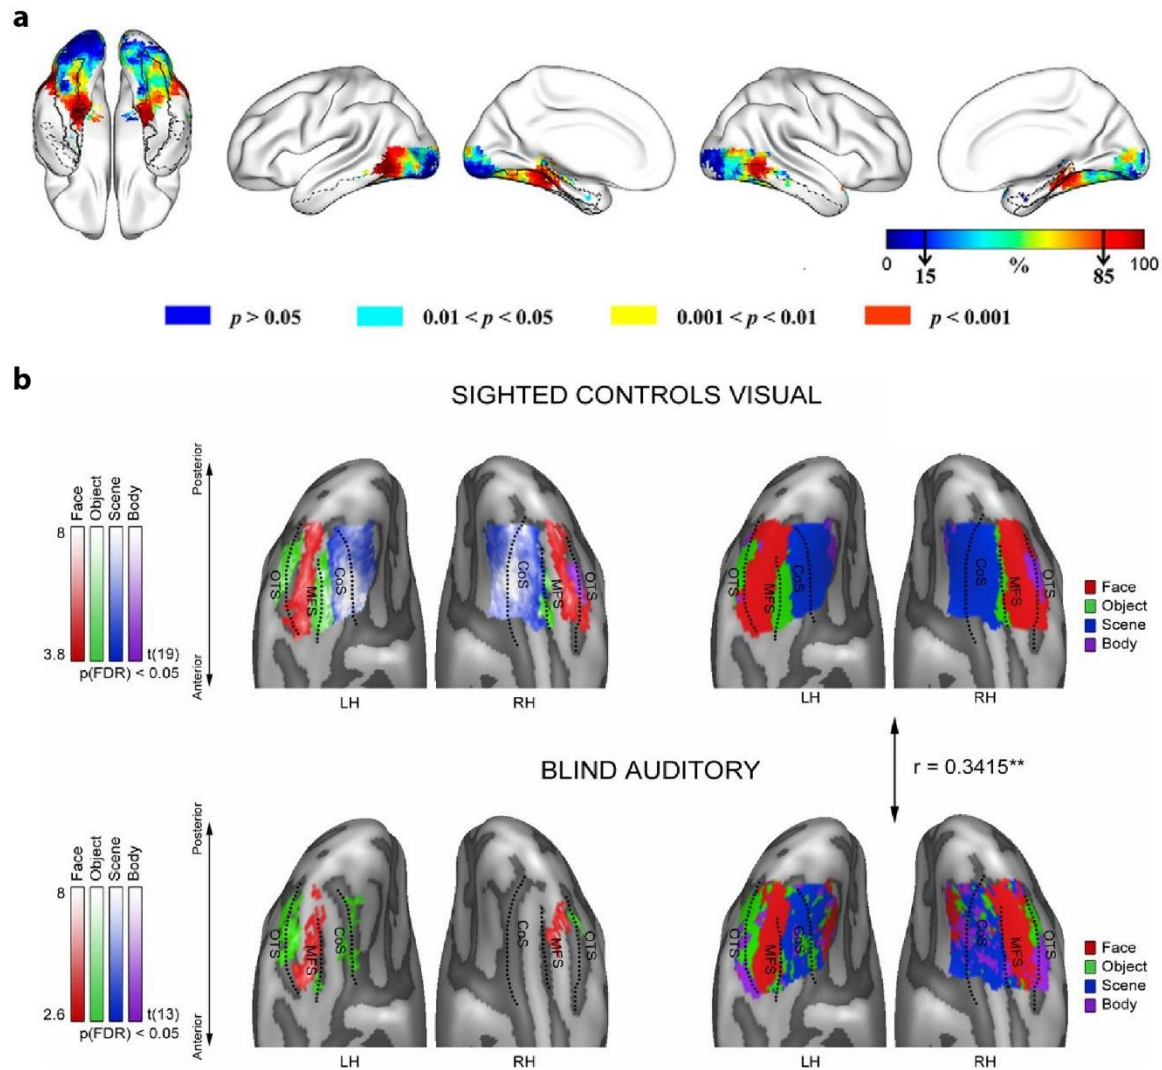 a
0 15 % 85 100
p > 0.05 0.01 < p < 0.05 0.001 < p < 0.01 p < 0.001
b
SIGHTED CONTROLS VISUAL
Face Object Scene Body
8
3.8 t(19)
p(FDR) < 0.05
Posterior
Anterior
OTS MFS CoS
CoS MFS OTS
LH RH
OTS MFS CoS
CoS MFS OTS
LH RH
Face
Object
Scene
Body
r = 0.3415**
BLIND AUDITORY
Face Object Scene Body
8
2.6 t(13)
p(FDR) < 0.05
Posterior
Anterior
OTS MFS CoS
CoS MFS OTS
LH RH
OTS MFS CoS
CoS MFS OTS
LH RH
Face
Object
Scene
Body